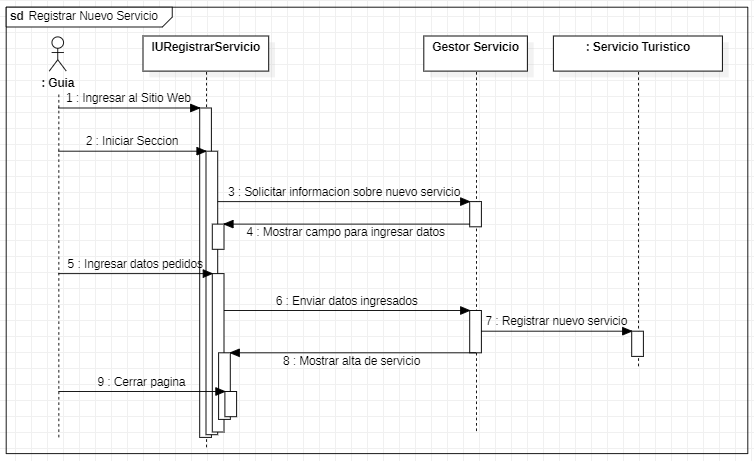 sd Registrar Nuevo Servicio
IURegistrarServicio
Gestor Servicio
: Servicio Turistico
: Guia
1 : Ingresar al Sitio Web
2 : Iniciar Seccion
3 : Solicitar informacion sobre nuevo servicio
4 : Mostrar campo para ingresar datos
5 : Ingresar datos pedidos
6 : Enviar datos ingresados
7 : Registrar nuevo servicio
8 : Mostrar alta de servicio
9 : Cerrar pagina